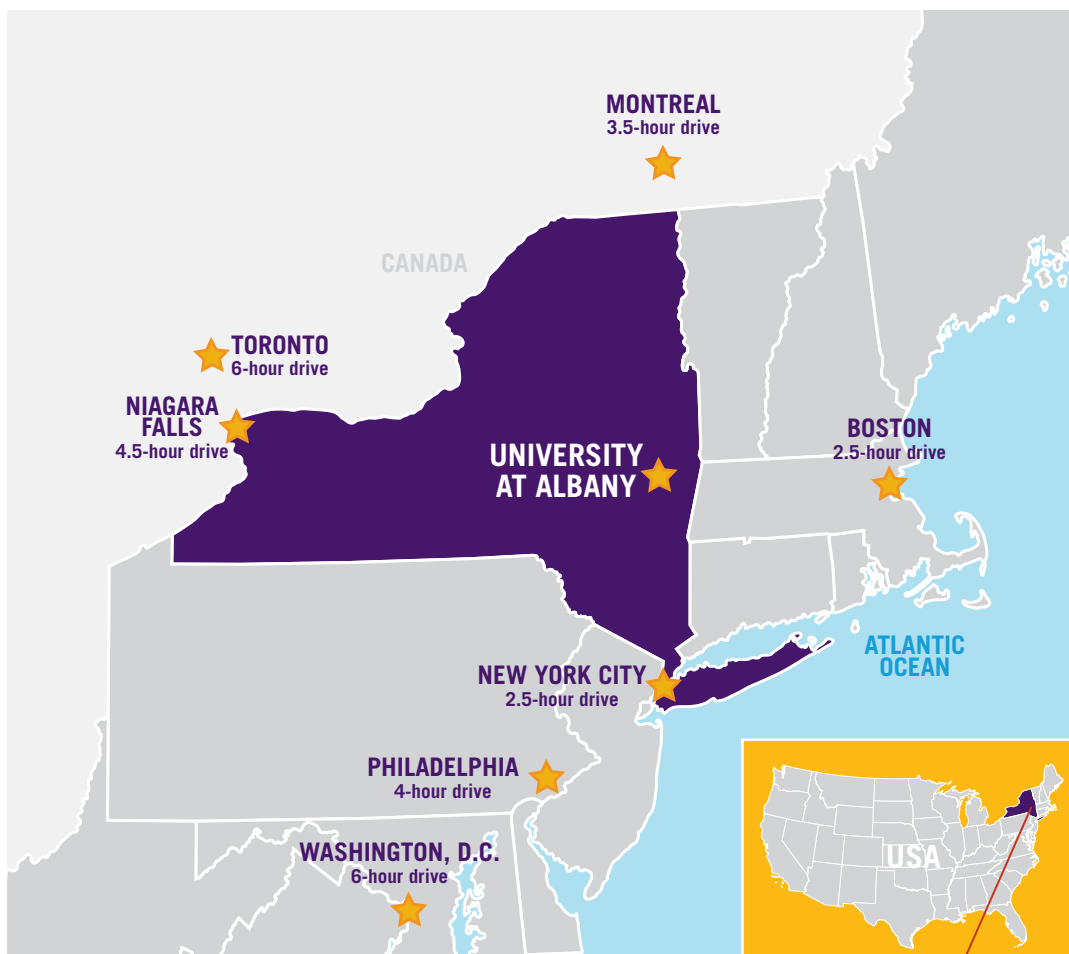 MONTREAL
3.5-hour drive
CANADA
TORONTO
6-hour drive
NIAGARA
FALLS
4.5-hour drive
UNIVERSITY
AT ALBANY
BOSTON
2.5-hour drive
ATLANTIC
OCEAN
NEW YORK CITY
2.5-hour drive
PHILADELPHIA
4-hour drive
WASHINGTON, D.C.
6-hour drive
USA